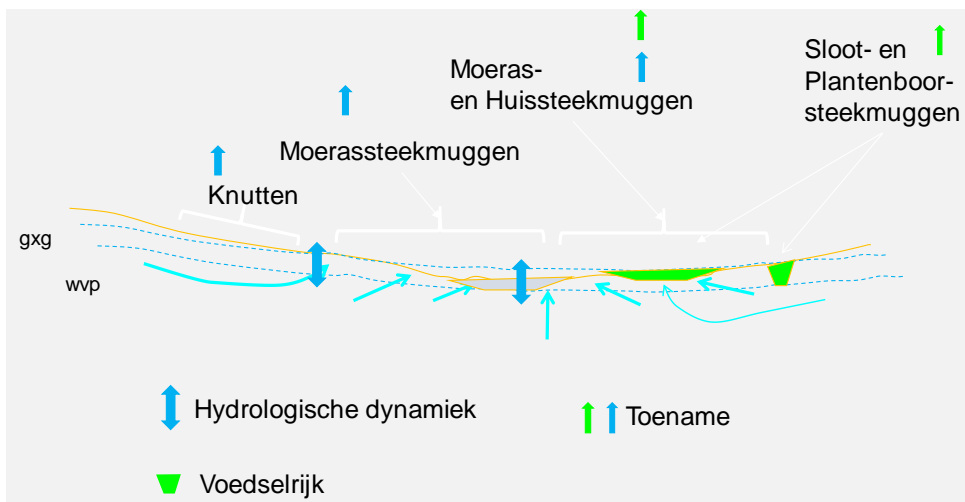 Moeras-
en Huissteekmuggen
Sloot- en
Plantenboor-
steekmuggen
Moerassteekmuggen
Knutten
gxg
wvp
Hydrologische dynamiek
Toename
Voedselrijk